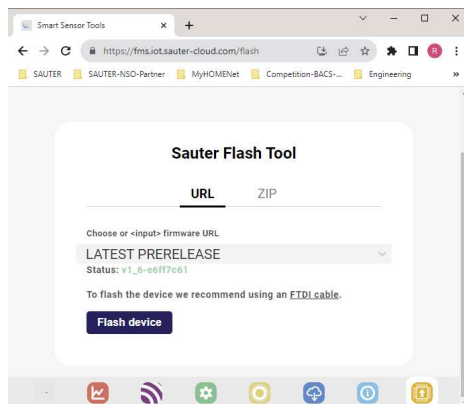 Smart Sensor Tools
https://fms.iot.sauter-cloud.com/flash
R
SAUTER SAUTER-NSO-Partner MyHOMENet Competition-BACS-... Engineering »
Sauter Flash Tool
URL ZIP
Choose or <input> firmware URL
LATEST PRERELEASE
Status: v1_6-e6ff7c61
To flash the device we recommend using an FTDI cable.
Flash device